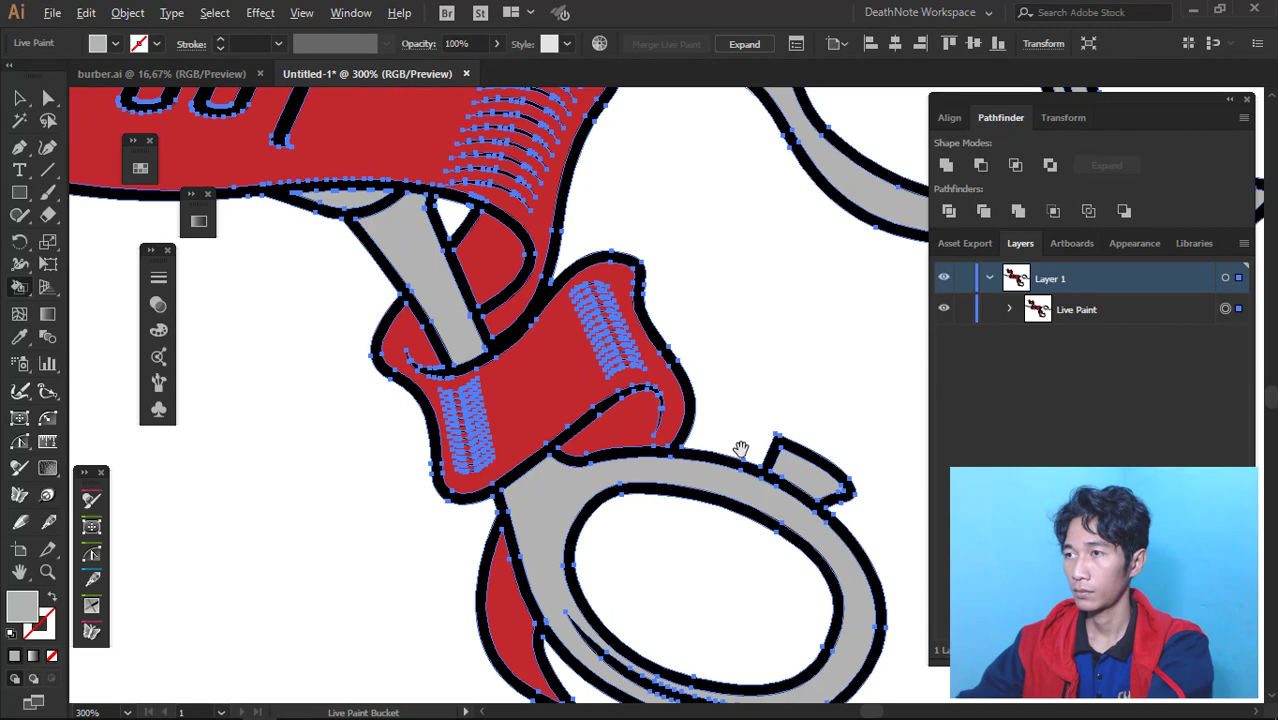 Ai File Edit Object Type Select Effect View Window Help Br St DeathNote Workspace Search Adobe Stock
Live Paint Stroke: Opacity: 100% Style: Merge Live Paint Expand Transform
burber.ai @ 16,67% (RGB/Preview) × Untitled-1* @ 300% (RGB/Preview) ×
Align Pathfinder Transform
Shape Modes:
Expand
Pathfinders:
Asset Export Layers Artboards Appearance Libraries
Layer 1
Live Paint
300% 1 Live Paint Bucket